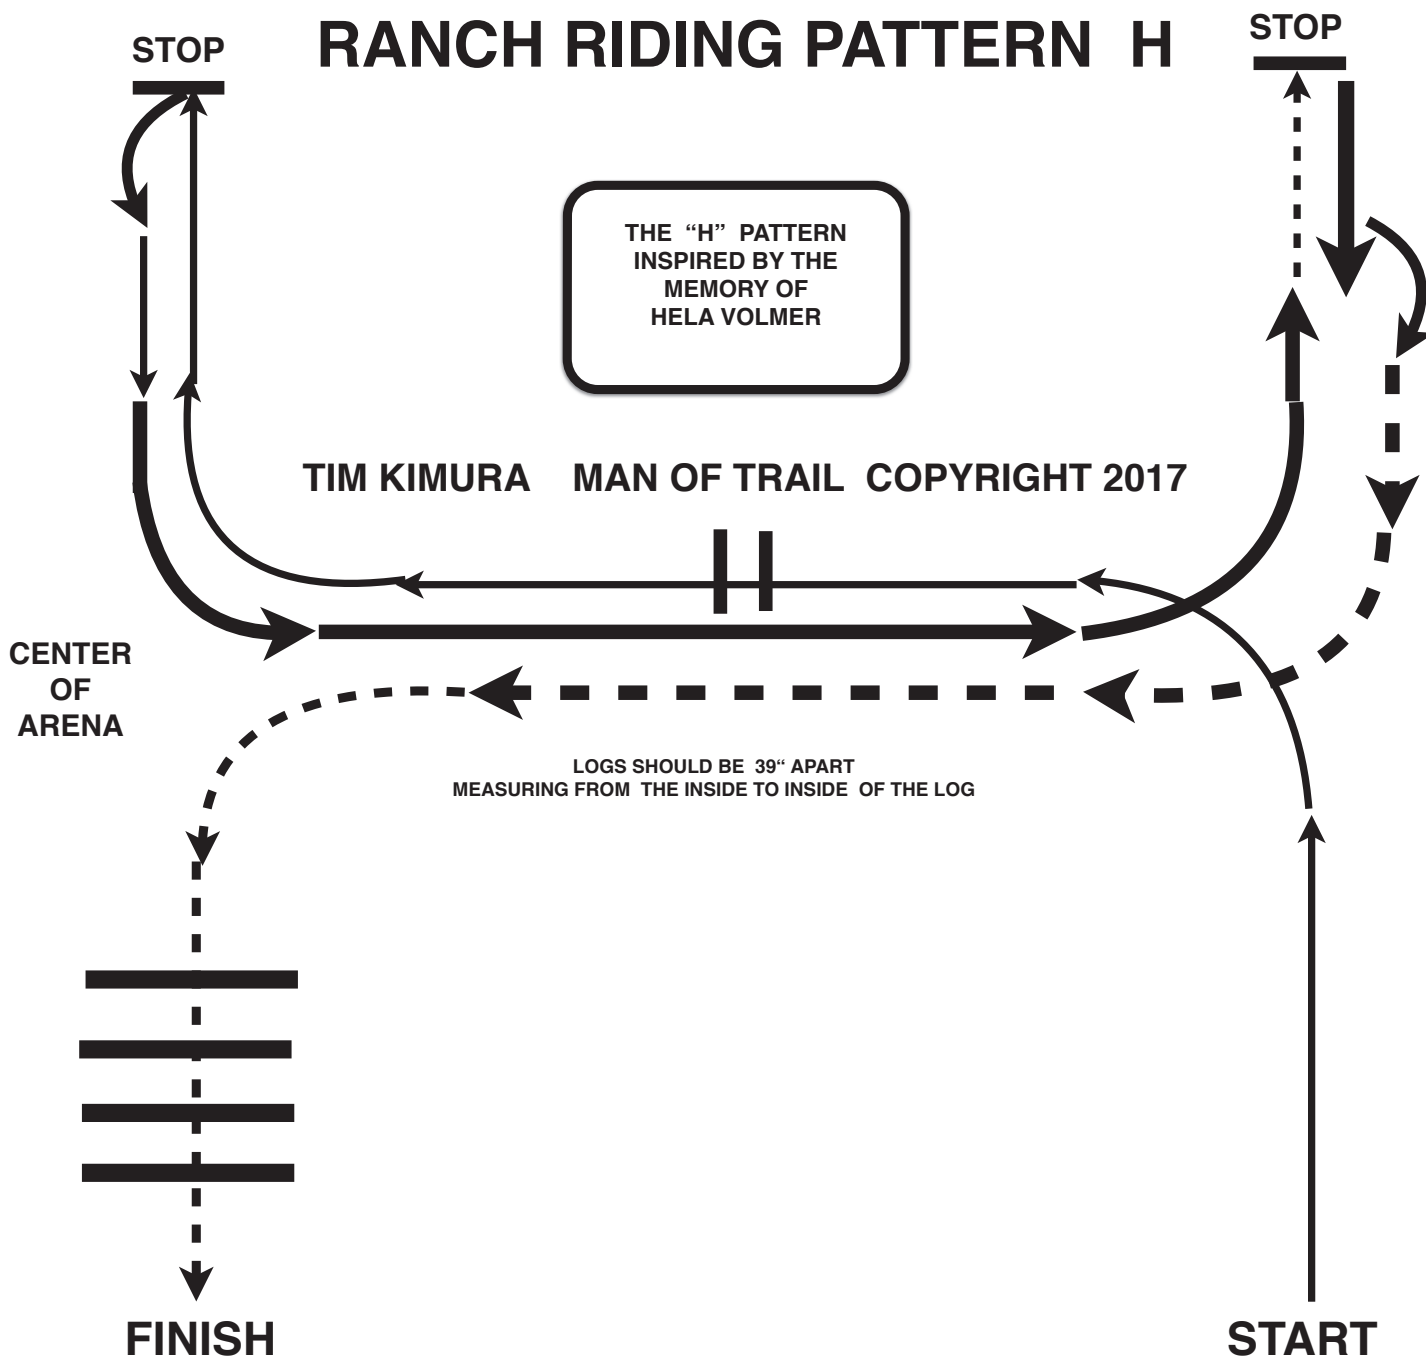 STOP
RANCH RIDING PATTERN H
STOP
THE “H” PATTERN
INSPIRED BY THE
MEMORY OF
HELA VOLMER
TIM KIMURA MAN OF TRAIL COPYRIGHT 2017
CENTER
OF
ARENA
LOGS SHOULD BE 39“ APART
MEASURING FROM THE INSIDE TO INSIDE OF THE LOG
FINISH
START